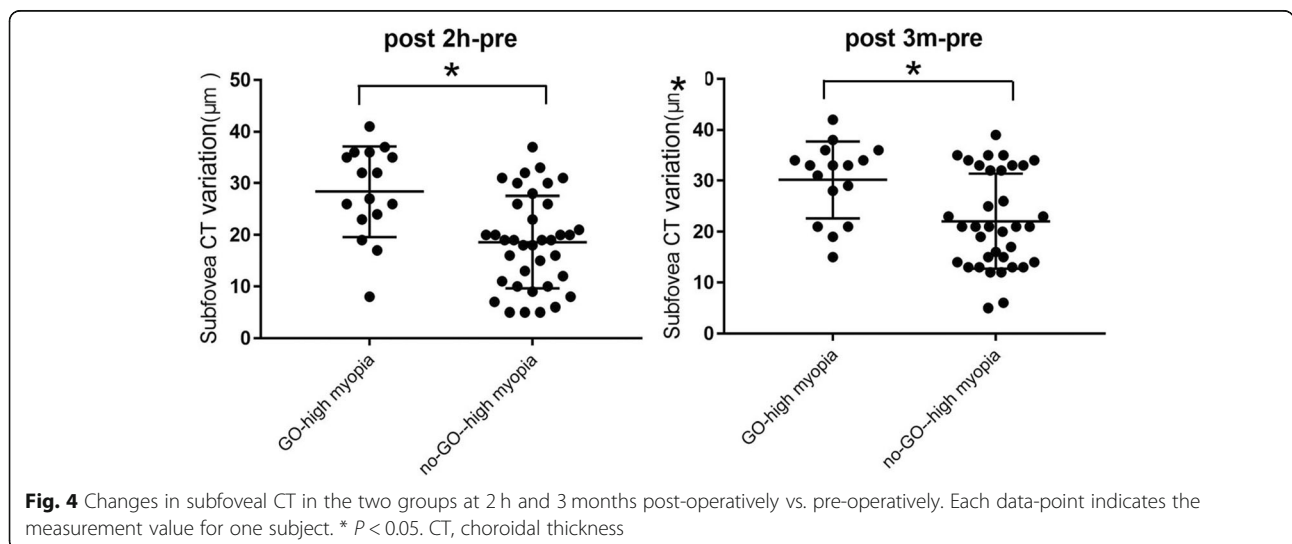 post 2h-pre
*
Subfovea CT variation(μm)
50
40
30
20
10
0
GO-high myopia
no-GO--high myopia
post 3m-pre
*
Subfovea CT variation(μm*
0
40
30
20
10
0
GO-high myopia
no-GO--high myopia
Fig. 4 Changes in subfoveal CT in the two groups at 2 h and 3 months post-operatively vs. pre-operatively. Each data-point indicates the
measurement value for one subject. * P < 0.05. CT, choroidal thickness